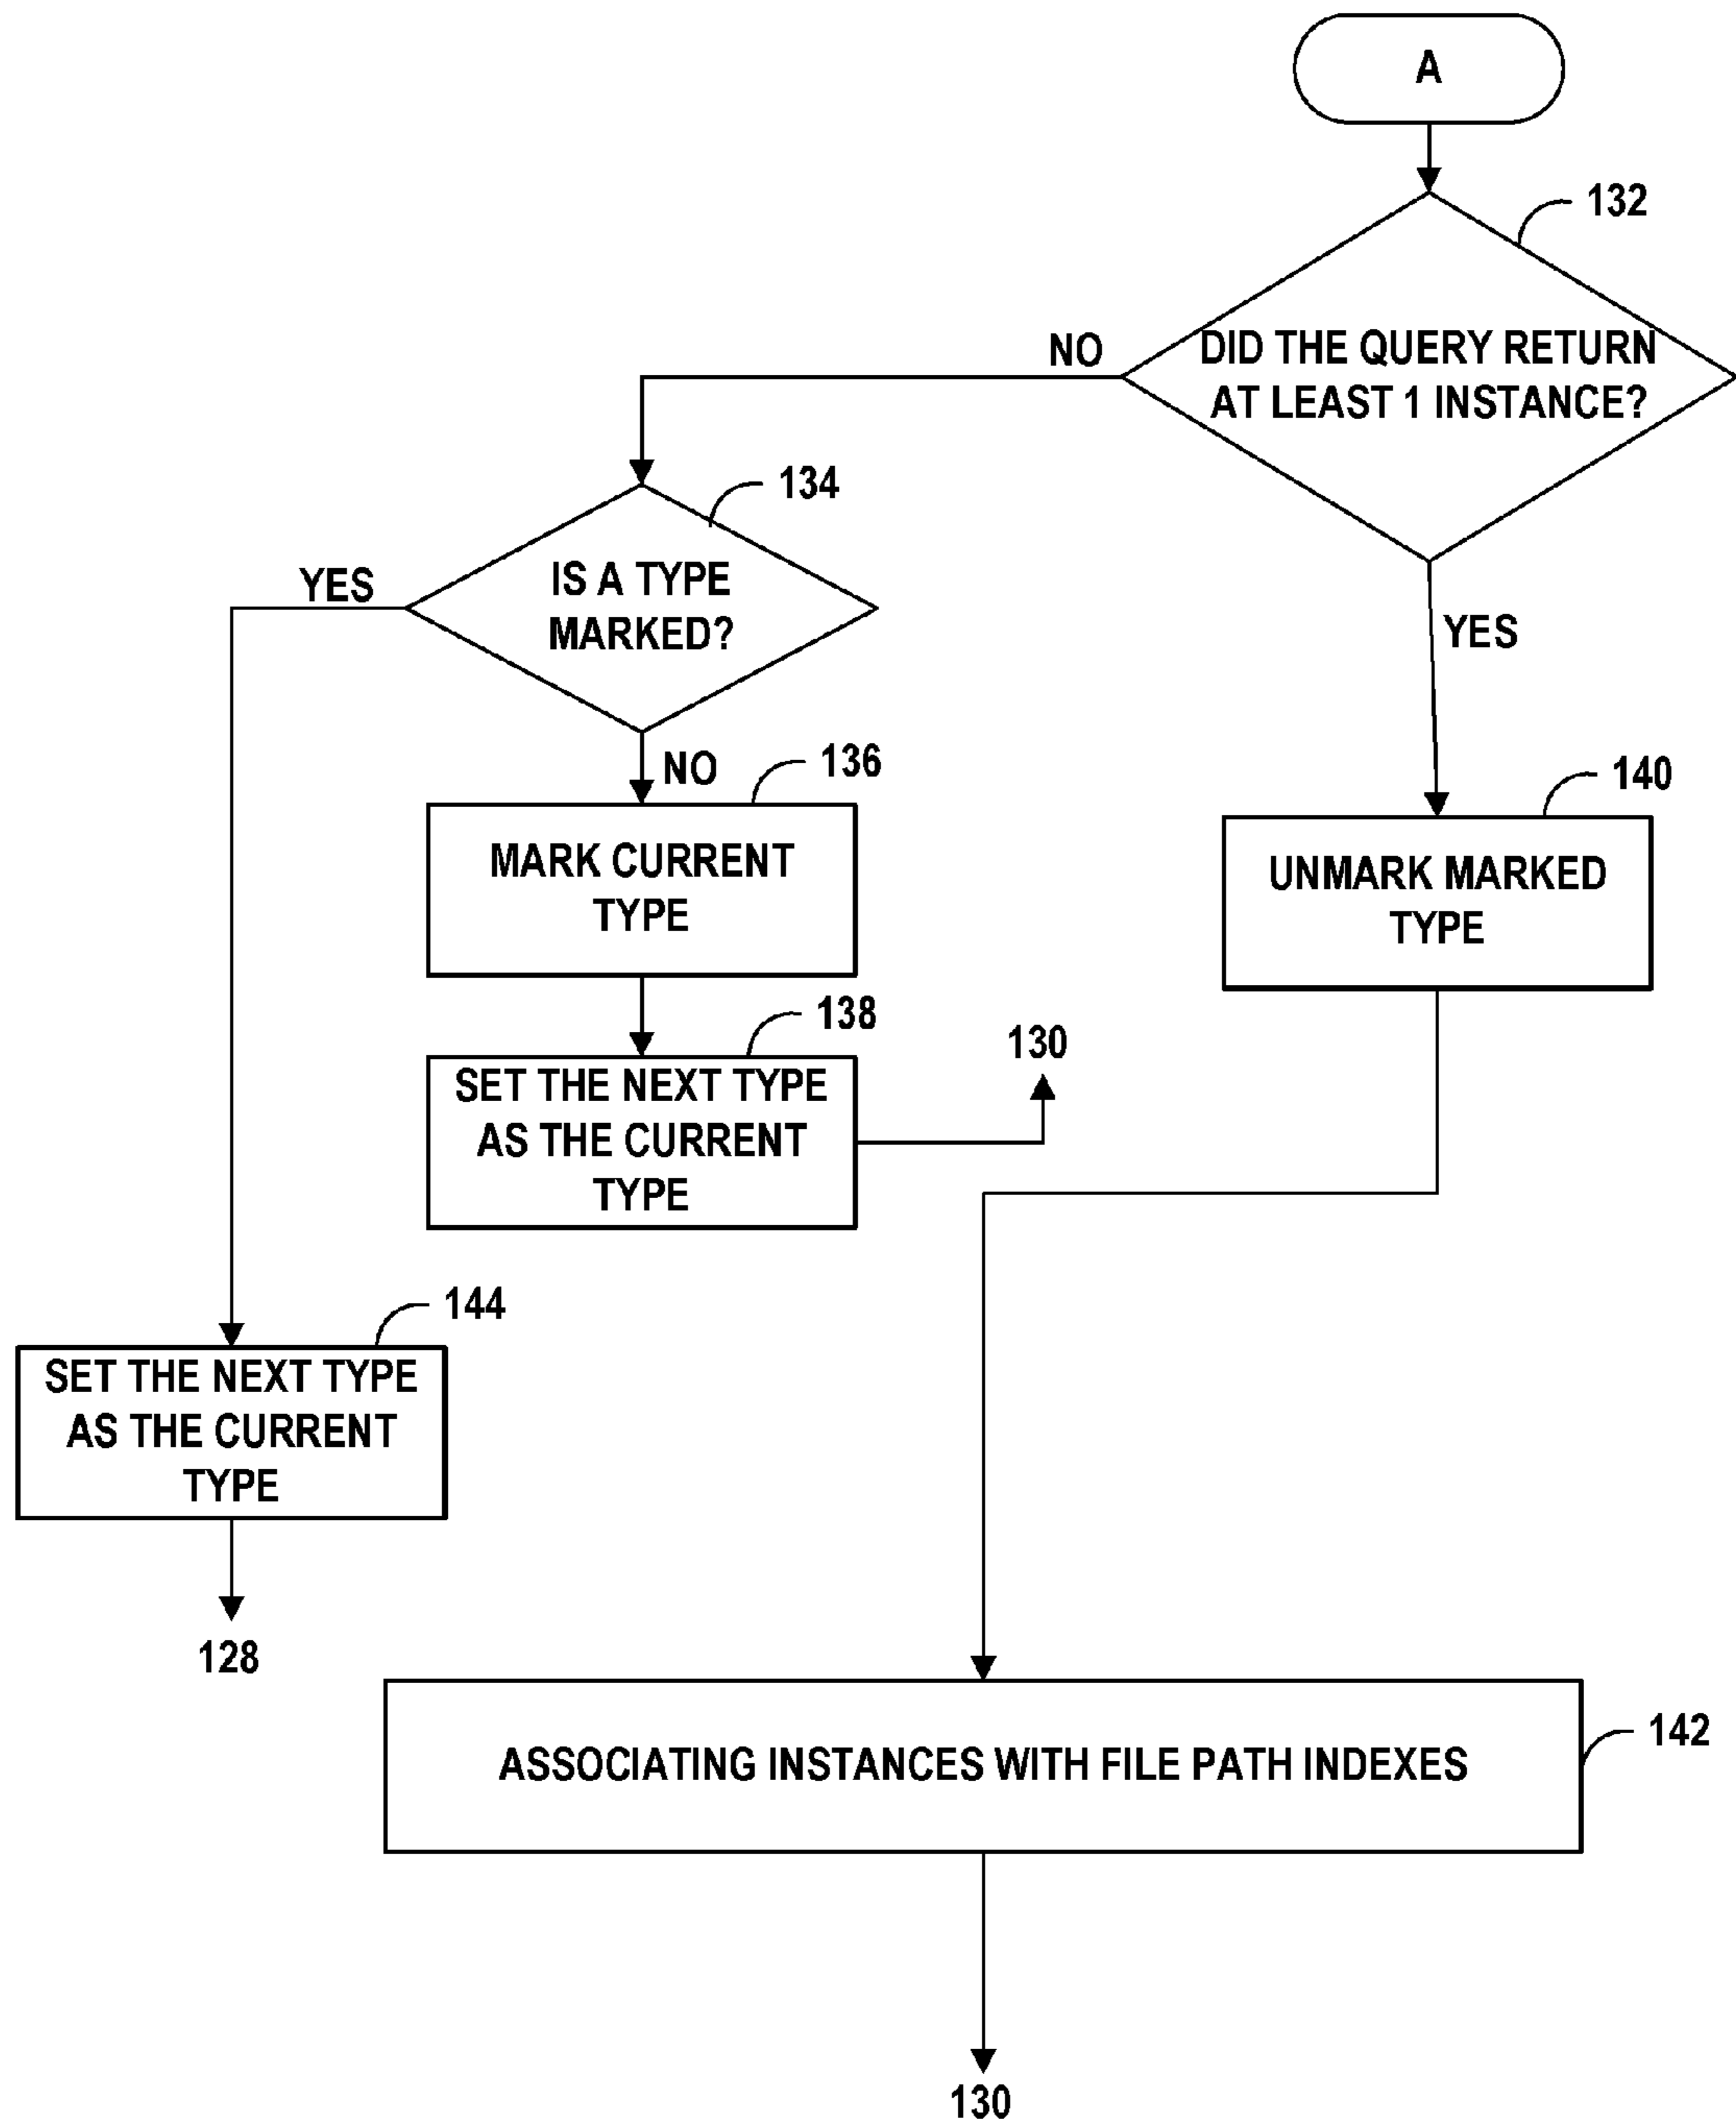 A
132
DID THE QUERY RETURN
AT LEAST 1 INSTANCE?
NO
134
IS A TYPE
MARKED?
YES
YES
NO
136
MARK CURRENT
TYPE
140
UNMARK MARKED
TYPE
138
SET THE NEXT TYPE
AS THE CURRENT
TYPE
130
144
SET THE NEXT TYPE
AS THE CURRENT
TYPE
128
142
ASSOCIATING INSTANCES WITH FILE PATH INDEXES
130